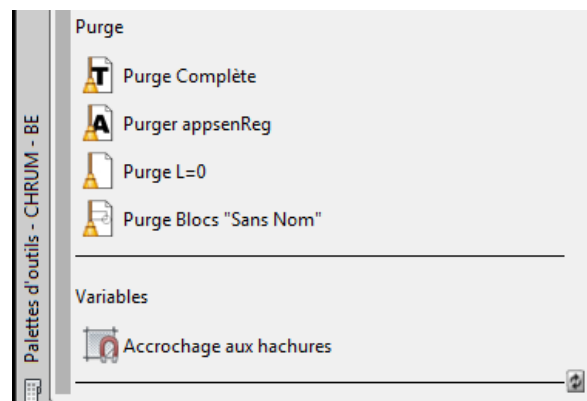 Purge
T Purge Complète
A Purger appsenReg
Purge L=0
Purge Blocs "Sans Nom"
Variables
Accrochage aux hachures
Palettes d'outils - CHRUM - BE